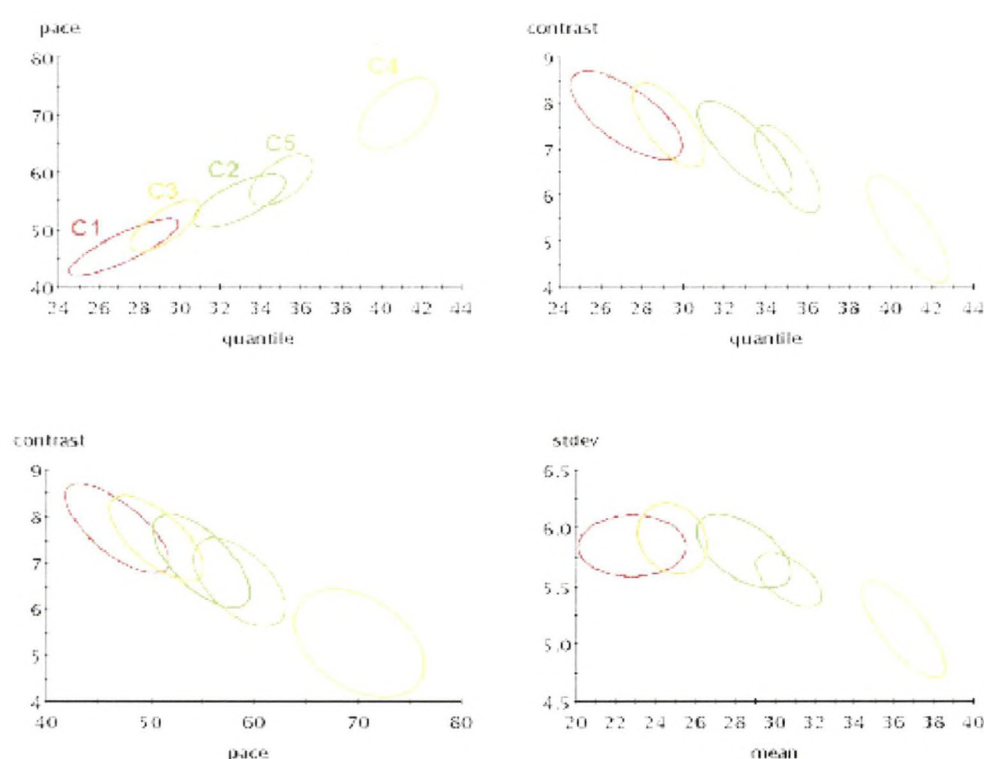 pace
80
70
60
50
40
C1
C3
C2
C5
C4
24 26 28 30 32 34 36 38 40 42 44
quantile
contrast
9
8
7
6
5
4
24 26 28 30 32 34 36 38 40 42 44
quantile
contrast
9
8
7
6
5
4
40 50 60 70 80
pace
stdev
6.5
6.0
5.5
5.0
4.5
20 22 24 26 28 30 32 34 36 38 40
mean